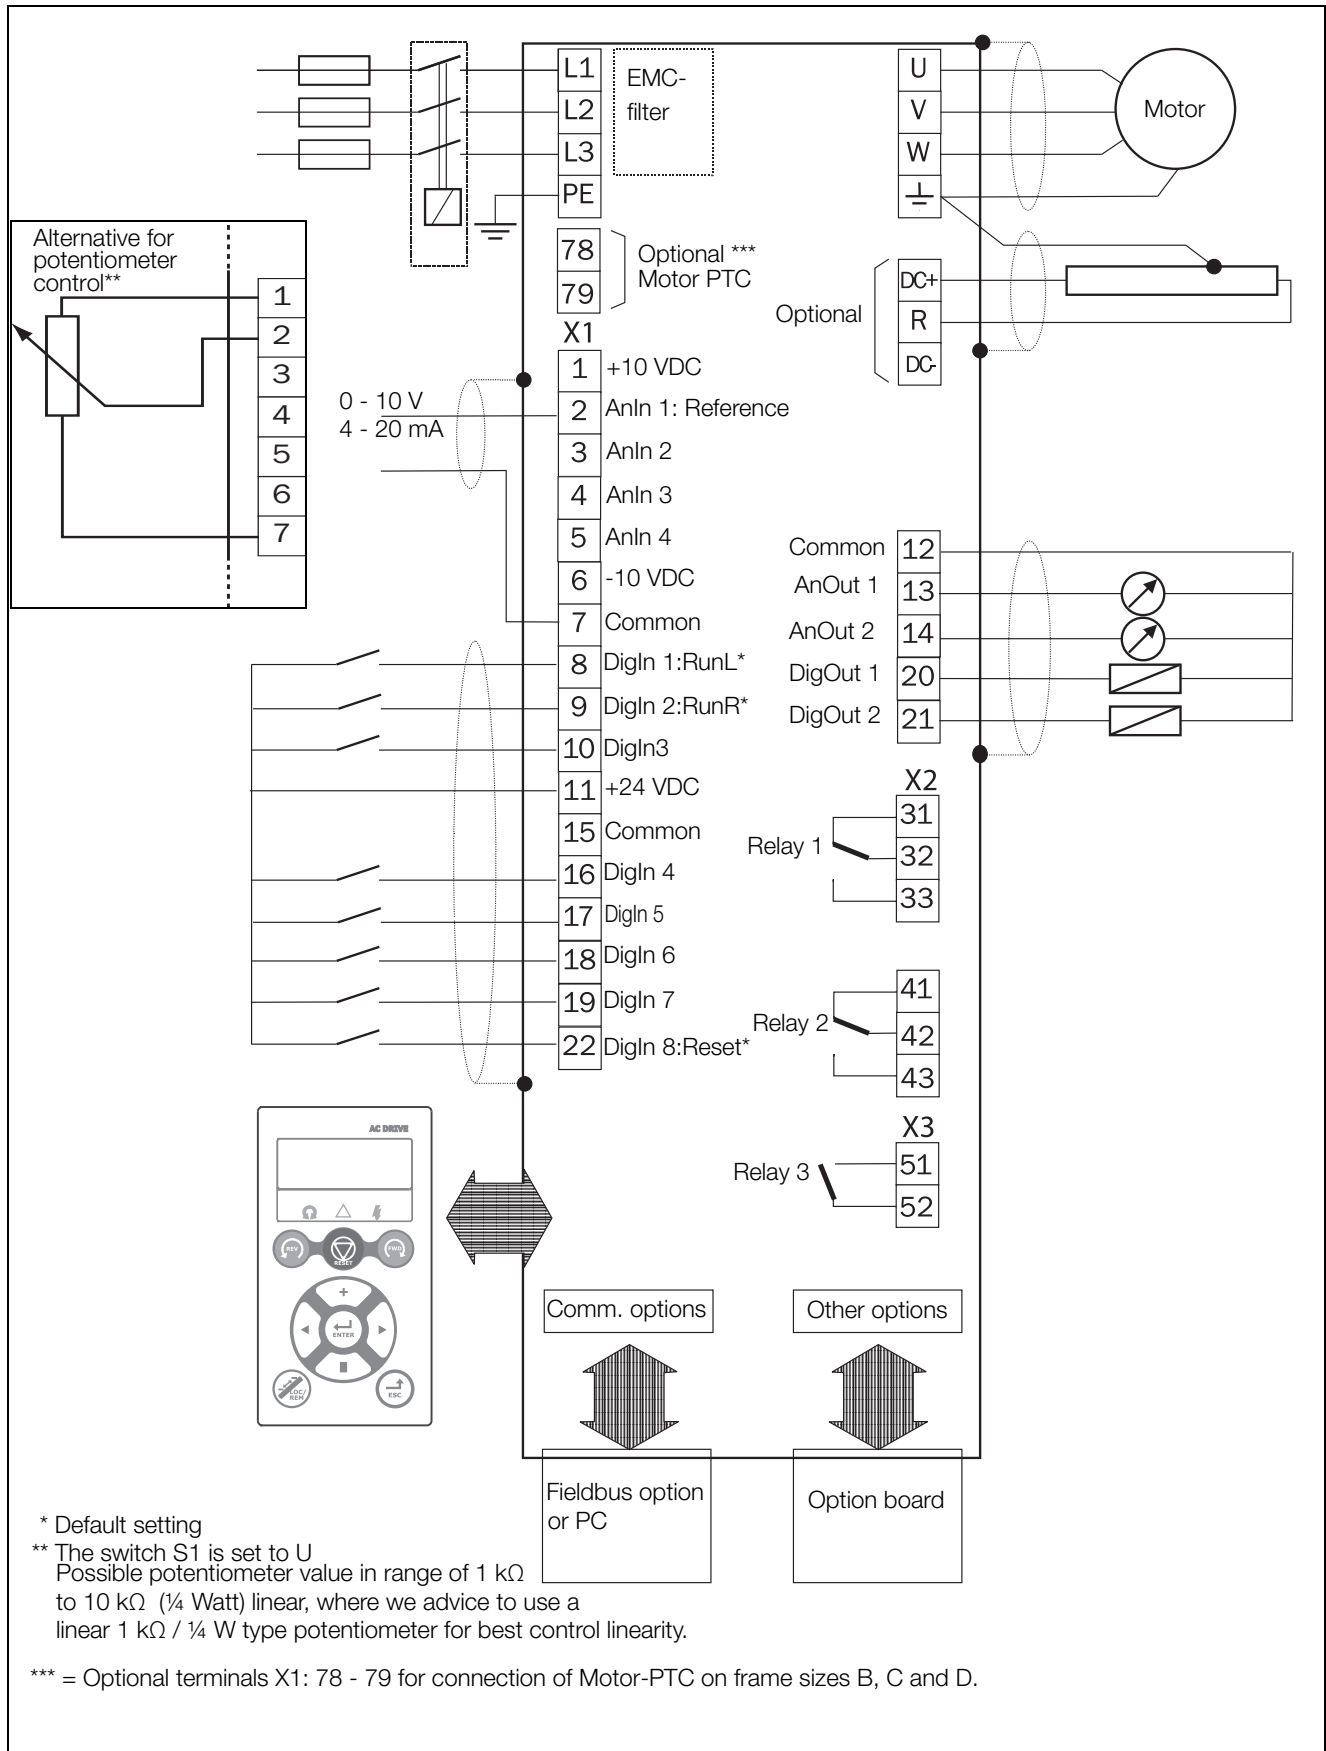 L1
L2
L3
PE
EMC-
filter
U
V
W
Motor
78
79
Optional ***
Motor PTC
Optional
DC+
R
DC-
Alternative for
potentiometer
control**
1
2
3
4
5
6
7
0 - 10 V
4 - 20 mA
X1
1 +10 VDC
2 AnIn 1: Reference
3 AnIn 2
4 AnIn 3
5 AnIn 4
6 -10 VDC
7 Common
8 DigIn 1:RunL*
9 DigIn 2:RunR*
10 DigIn3
11 +24 VDC
15 Common
16 DigIn 4
17 DigIn 5
18 DigIn 6
19 DigIn 7
22 DigIn 8:Reset*
Common 12
AnOut 1 13
AnOut 2 14
DigOut 1 20
DigOut 2 21
X2
31
Relay 1 32
33
41
Relay 2 42
43
X3
Relay 3 51
52
AC DRIVE
REV
RESET
FWD
+
ENTER
LOC/
REM
ESC
Comm. options
Other options
Fieldbus option
or PC
Option board
* Default setting
** The switch S1 is set to U
Possible potentiometer value in range of 1 kΩ
to 10 kΩ (¼ Watt) linear, where we advice to use a
linear 1 kΩ / ¼ W type potentiometer for best control linearity.
*** = Optional terminals X1: 78 - 79 for connection of Motor-PTC on frame sizes B, C and D.